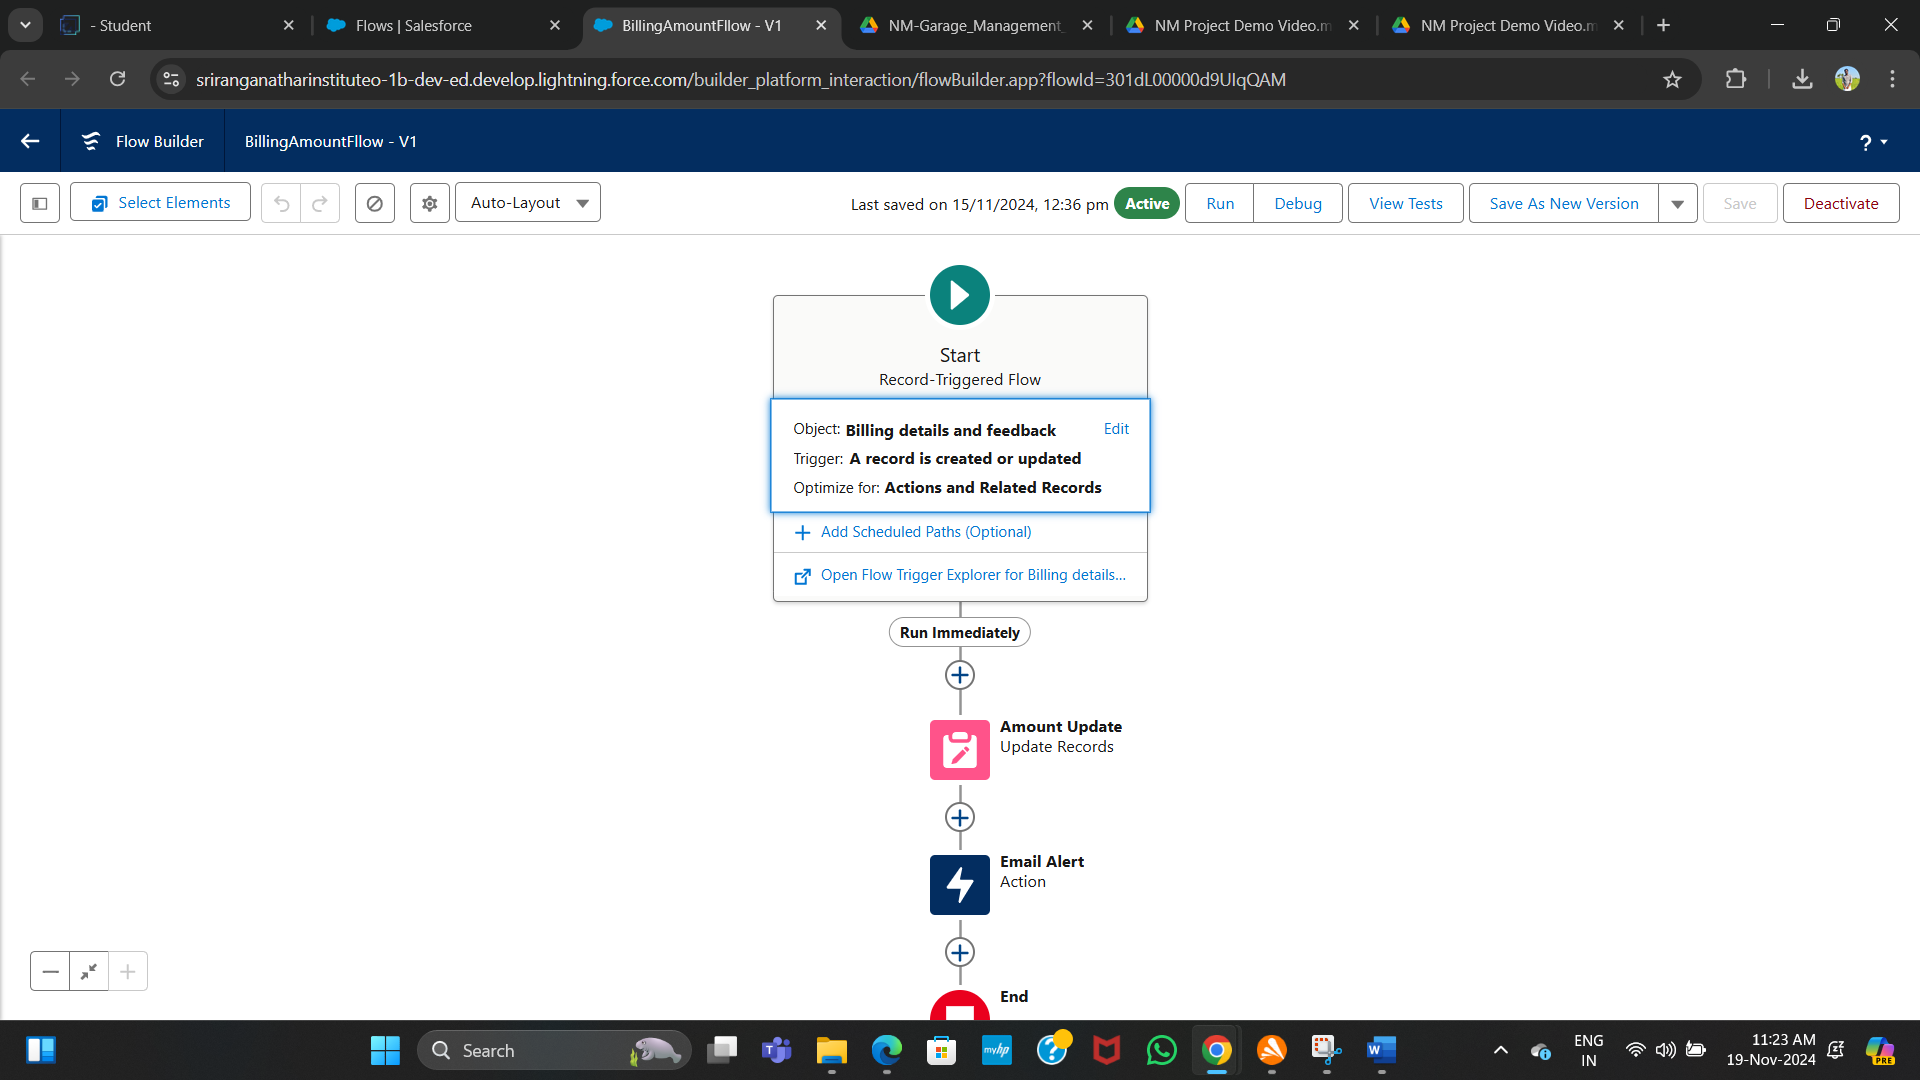 - Student
Flows | Salesforce
BillingAmountFllow - V1
NM-Garage_Management_
NM Project Demo Video.m
NM Project Demo Video.m
sriranganatharinstituteo-1b-dev-ed.develop.lightning.force.com/builder_platform_interaction/flowBuilder.app?flowId=301dL00000d9UIqQAM
Flow Builder
BillingAmountFllow - V1
?
Select Elements
Auto-Layout
Last saved on 15/11/2024, 12:36 pm
Active
Run
Debug
View Tests
Save As New Version
Save
Deactivate
Start
Record-Triggered Flow
Object: Billing details and feedback
Edit
Trigger: A record is created or updated
Optimize for: Actions and Related Records
Add Scheduled Paths (Optional)
Open Flow Trigger Explorer for Billing details...
Run Immediately
Amount Update
Update Records
Email Alert
Action
End
Search
myhp
ENG
IN
11:23 AM
19-Nov-2024
PRE